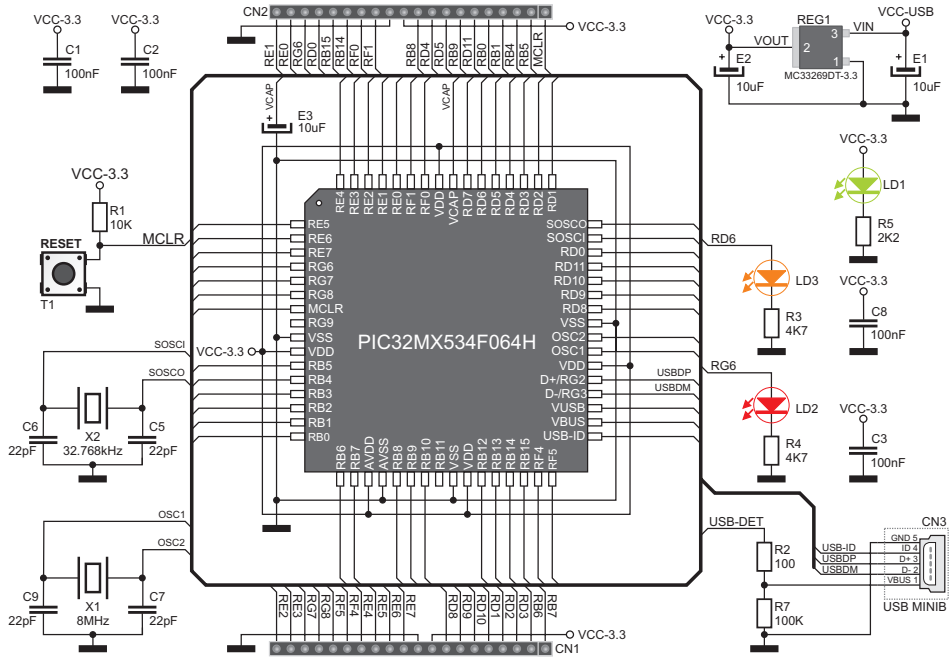 CN2
VCC-3.3
RE1
RE0
RG6
RD0
RB15
RB14
RF0
RF1
RB8
RD4
RD5
RB9
RB11
RB0
RB1
RB4
RB5
MCLR
VCC-3.3
C1
100nF
VCC-3.3
C2
100nF
REG1
VCC-USB
VIN
VOUT
3
2
1
MC33269DT-3.3
+
E2
10uF
+
E1
10uF
VCAP
VCAP
+
E3
10uF
VCC-3.3
R1
10K
MCLR
RESET
T1
VCC-3.3
LD1
R5
2K2
RE4
RE3
RE2
RE1
RE0
RF1
RF0
VDD
VCAP
RD7
RD6
RD5
RD4
RD3
RD2
RD1
RE5
RE6
RE7
RG6
RG7
RG8
MCLR
RG9
VSS
VDD
RB5
RB4
RB3
RB2
RB1
RB0
PIC32MX534F064H
SOSCO
SOSCI
RD0
RD11
RD10
RD9
RD8
VSS
OSC2
OSC1
VDD
D+/RG2
D-/RG3
VUSB
VBUS
USB-ID
RB6
RB7
AVDD
AVSS
RB8
RB9
RB10
RB11
VSS
VDD
RB12
RB13
RB14
RB15
RF4
RF5
VCC-3.3
RD6
LD3
R3
4K7
VCC-3.3
C8
100nF
RG6
USBDP
USBDM
LD2
R4
4K7
VCC-3.3
C3
100nF
SOSCI
SOSCO
C6
22pF
X2
32.768kHz
C5
22pF
OSC1
OSC2
C9
22pF
X1
8MHz
C7
22pF
USB-DET
R2
100
R7
100K
USB-ID
USBDP
USBDM
CN3
GND 5
ID 4
D+ 3
D- 2
VBUS 1
USB MINIB
RE2
RE3
RG7
RG8
RF5
RF4
RE4
RE5
RE6
RE7
RD8
RD9
RD10
RD1
RD2
RD3
RB6
RB7
VCC-3.3
CN1